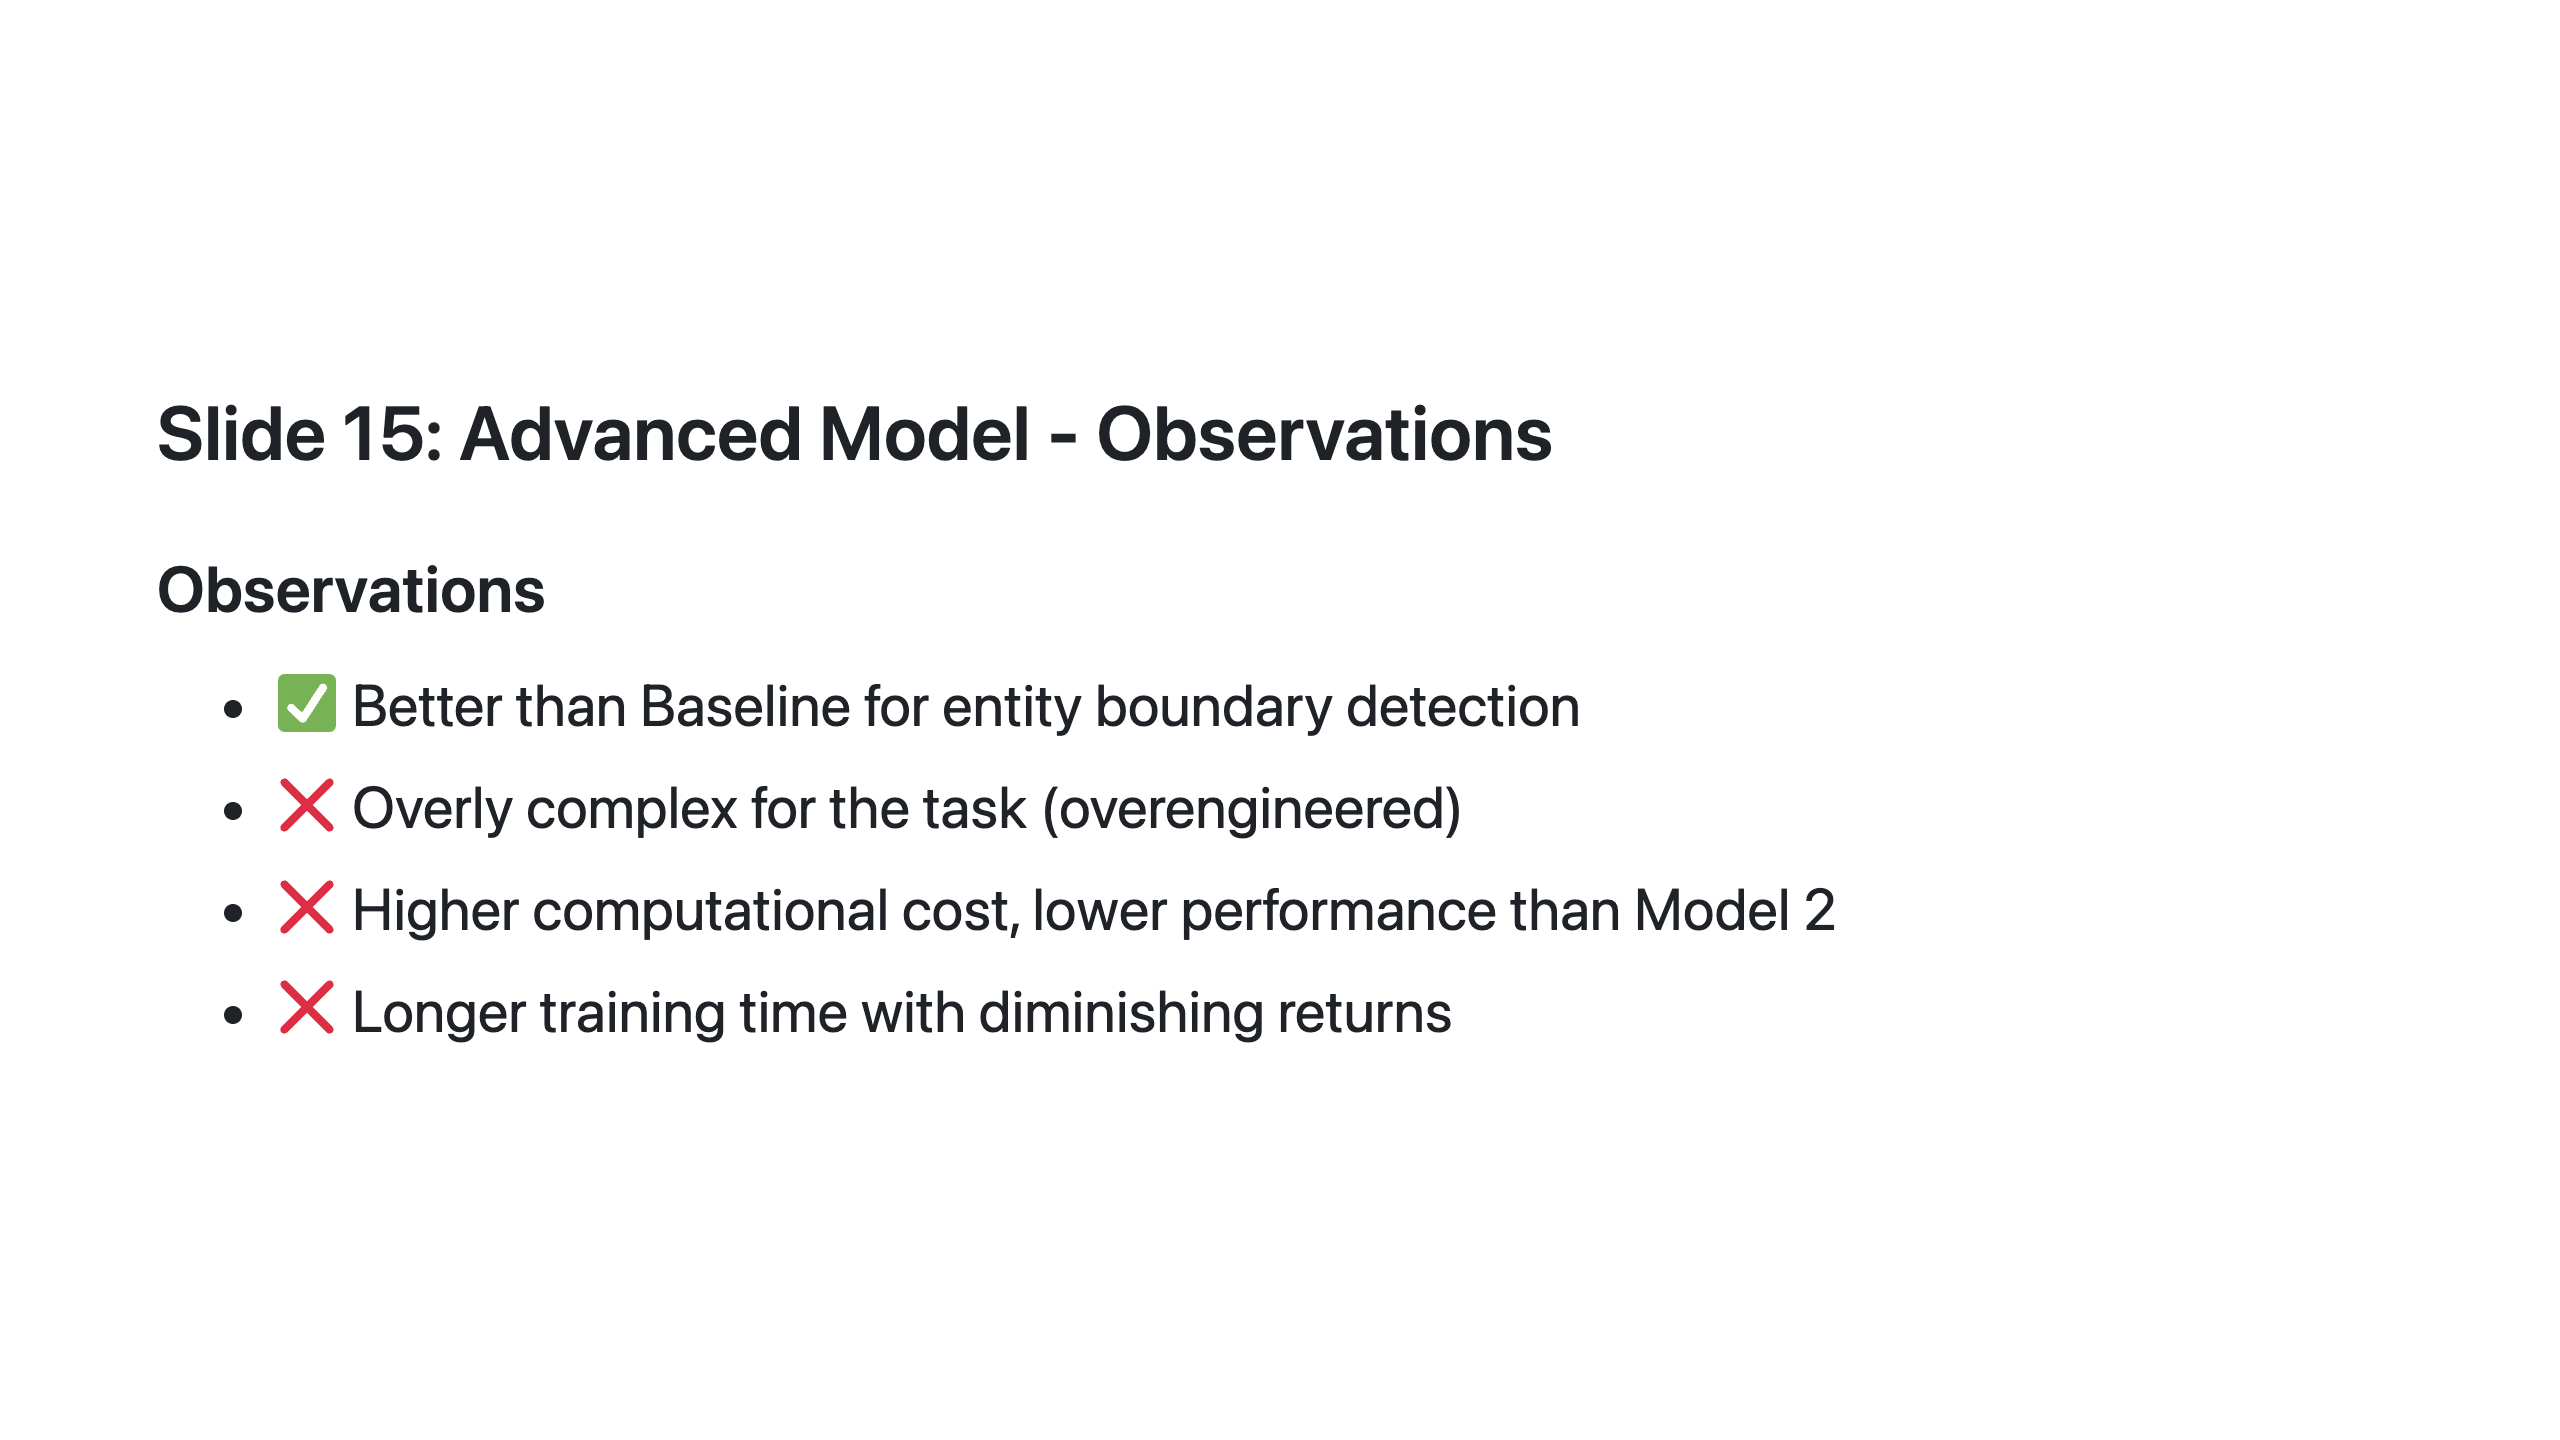 Slide 15: Advanced Model - Observations
Observations
• ✅ Better than Baseline for entity boundary detection
• ❌ Overly complex for the task (overengineered)
• ❌ Higher computational cost, lower performance than Model 2
• ❌ Longer training time with diminishing returns